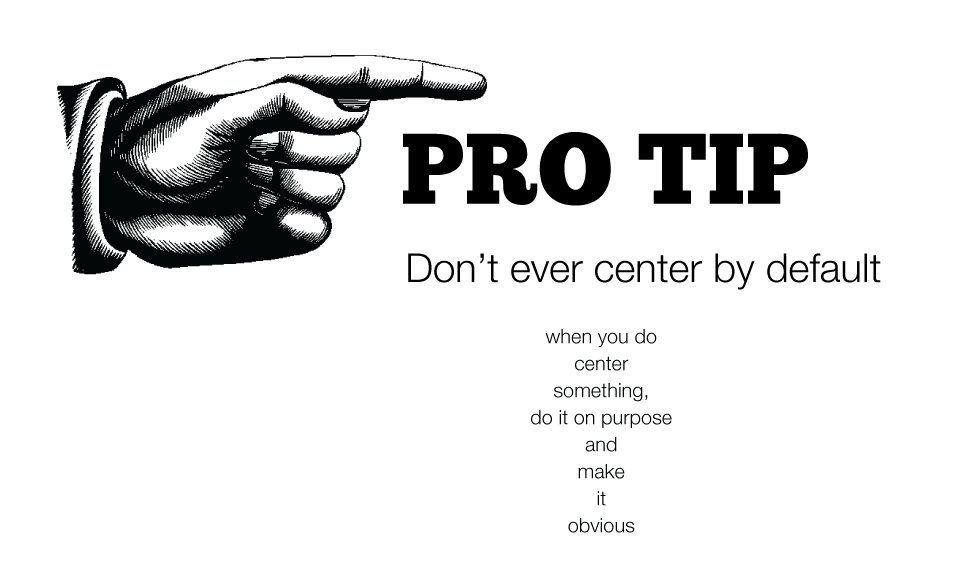 PRO TIP
Don’t ever center by default
when you do
center
something,
do it on purpose
and
make
it
obvious